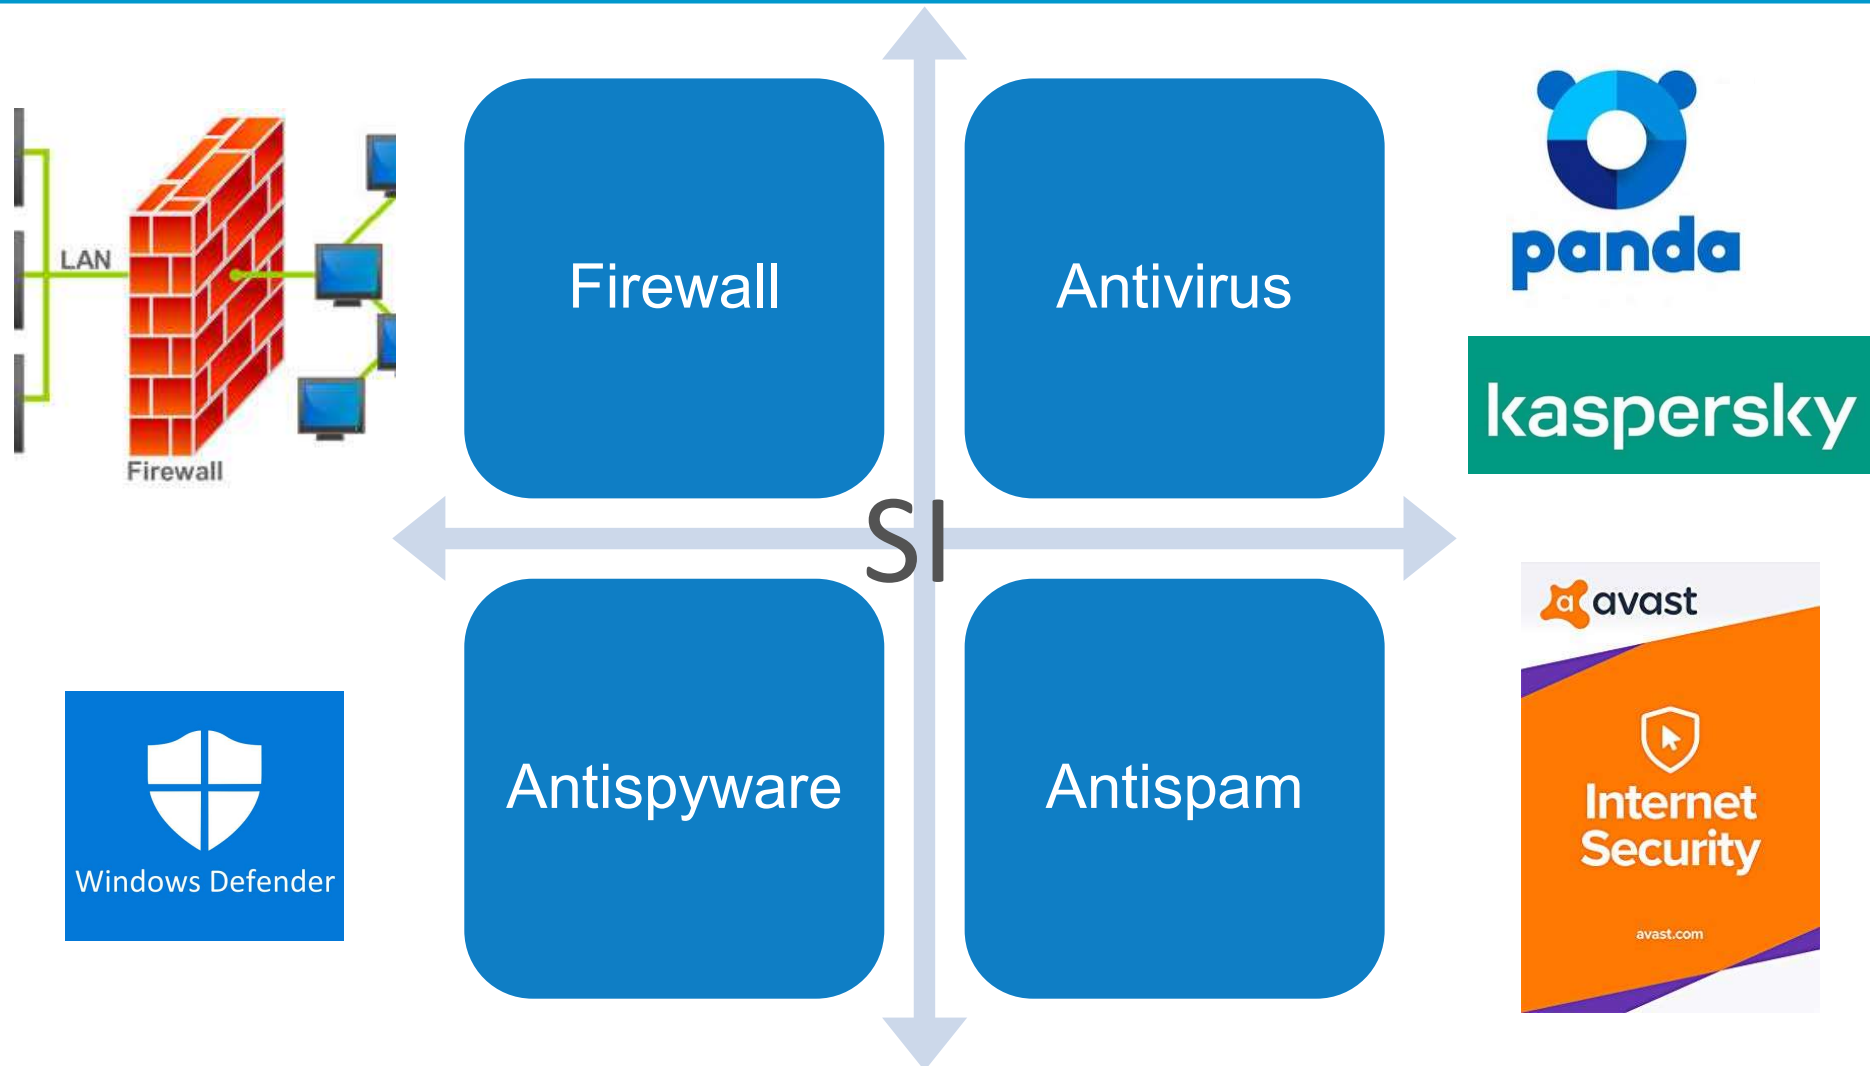 LAN
Firewall
Firewall
Antivirus
panda
kaspersky
SI
Windows Defender
Antispyware
Antispam
avast
Internet
Security
avast.com